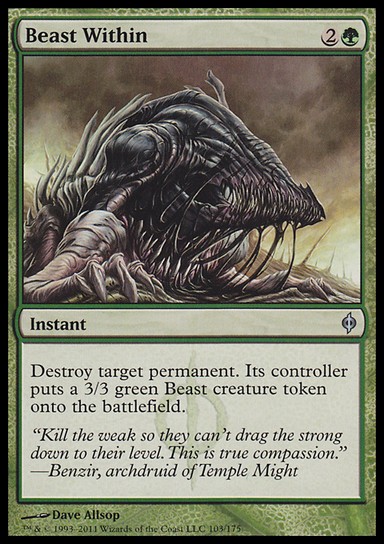 Beast Within 2
Instant
Destroy target permanent. Its controller
puts a 3/3 green Beast creature token
onto the battlefield.
“Kill the weak so they can’t drag the strong
down to their level. This is true compassion.”
—Benzir, archdruid of Temple Might
Dave Allsop
™ & © 1993–2011 Wizards of the Coast LLC 103/175